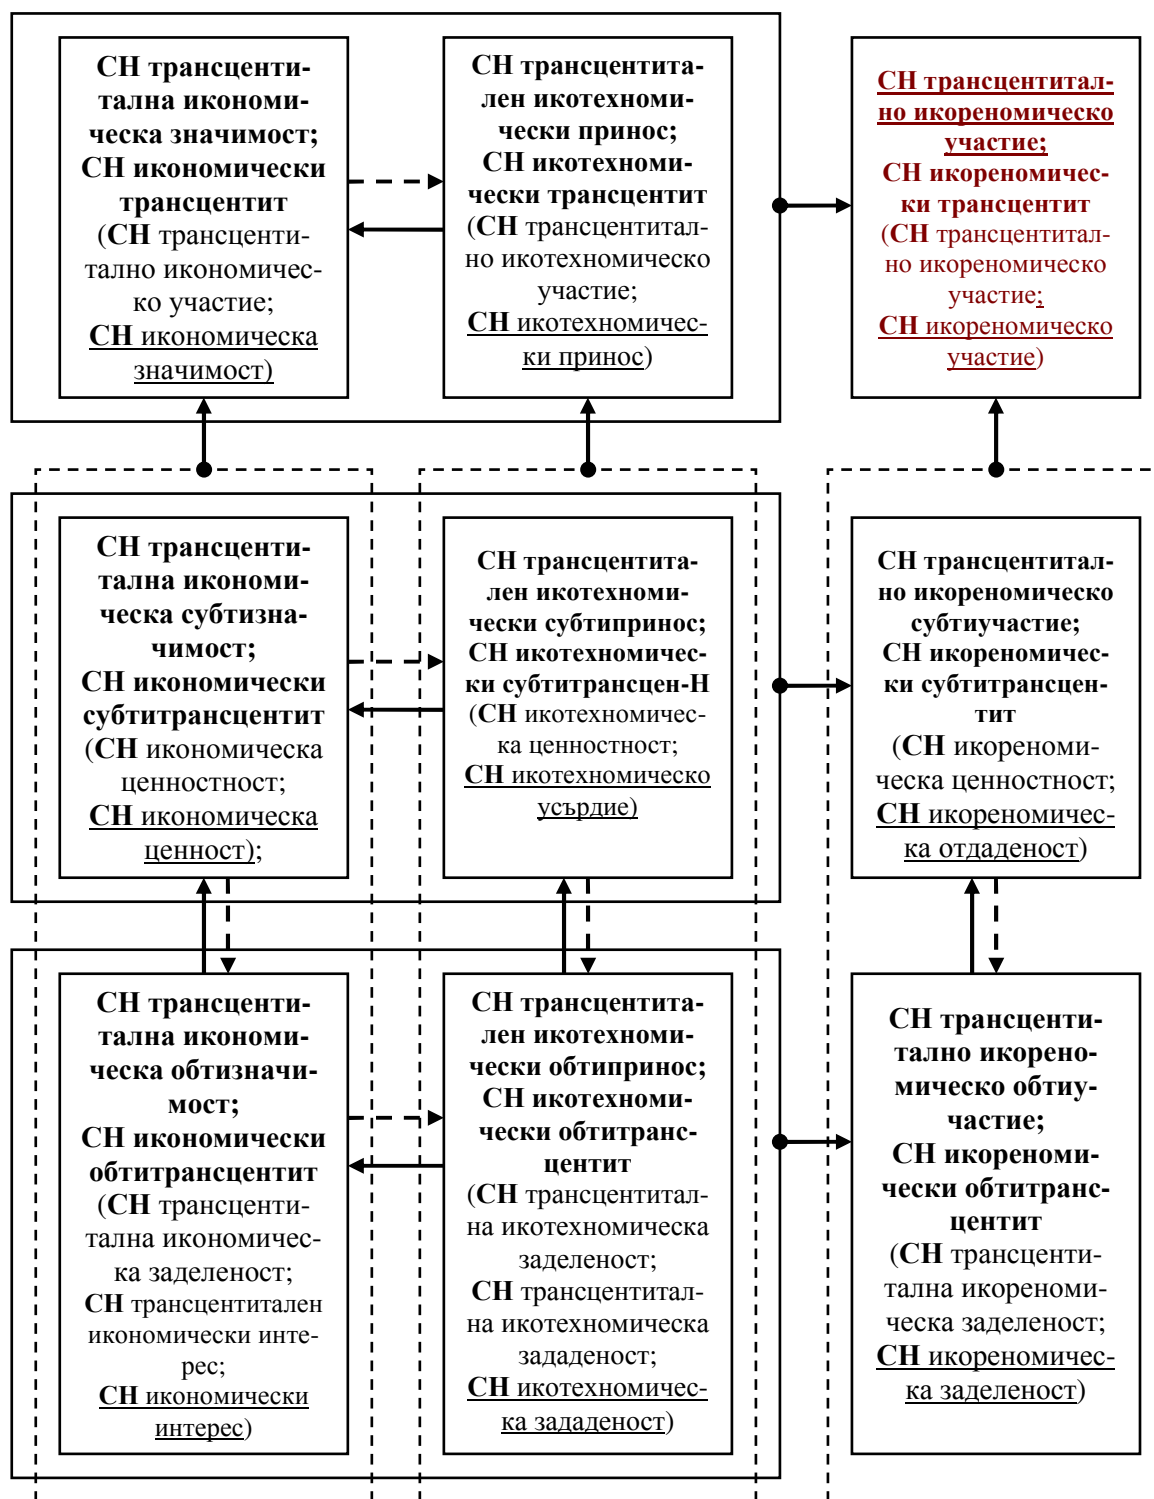 СН трансценти-
тална икономи-
ческа значимост;
СН икономически
трансцентит
(СН трансценти-
тално икономичес-
ко участие;
СН икономическа
значимост)
СН трансцентита-
лен икотехноми-
чески принос;
СН икотехноми-
чески трансцентит
(СН трансцентитал-
но икотехномическо
участие;
СН икотехномичес-
ки принос)
СН трансцентитал-
но икореномическо
участие;
СН икореномичес-
ки трансцентит
(СН трансцентитал-
но икореномическо
участие;
СН икореномическо
участие)
СН трансценти-
тална икономи-
ческа субтизна-
чимост;
СН икономически
субтитрансцентит
(СН икономическа
ценностност;
СН икономическа
ценност);
СН трансцентита-
лен икотехноми-
чески субтипринос;
СН икотехномичес-
ки субтитрансцен-Н
(СН икотехномичес-
ка ценностност;
СН икотехномическо
усърдие)
СН трансцентитал-
но икореномическо
субтиучастие;
СН икореномичес-
ки субтитрансцен-
тит
(СН икореноми-
ческа ценностност;
СН икореномичес-
ка отдаденост)
СН трансценти-
тална икономи-
ческа обтизначи-
мост;
СН икономически
обтитрансцентит
(СН трансценти-
тална икономичес-
ка заделеност;
СН трансцентитален
икономически инте-
рес;
СН икономически
интерес)
СН трансцентита-
лен икотехноми-
чески обтипринос;
СН икотехноми-
чески обтитранс-
центит
(СН трансцентитал-
на икотехномическа
заделеност;
СН трансцентитал-
на икотехномическа
зададеност;
СН икотехномичес-
ка зададеност)
СН трансценти-
тално икорено-
мическо обтиу-
частие;
СН икореноми-
чески обтитранс-
центит
(СН трансценти-
тална икореноми-
ческа заделеност;
СН икореномичес-
ка заделеност)